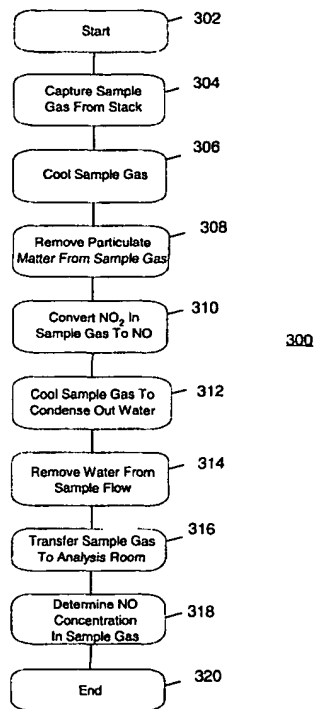 Start
302
Capture Sample
Gas From Stack
304
Cool Sample Gas
306
Remove Particulate
Matter From Sample Gas
308
Convert NO₂ In
Sample Gas To NO
310
300
Cool Sample Gas To
Condense Out Water
312
Remove Water From
Sample Flow
314
Transfer Sample Gas
To Analysis Room
316
Determine NO
Concentration
In Sample Gas
318
End
320